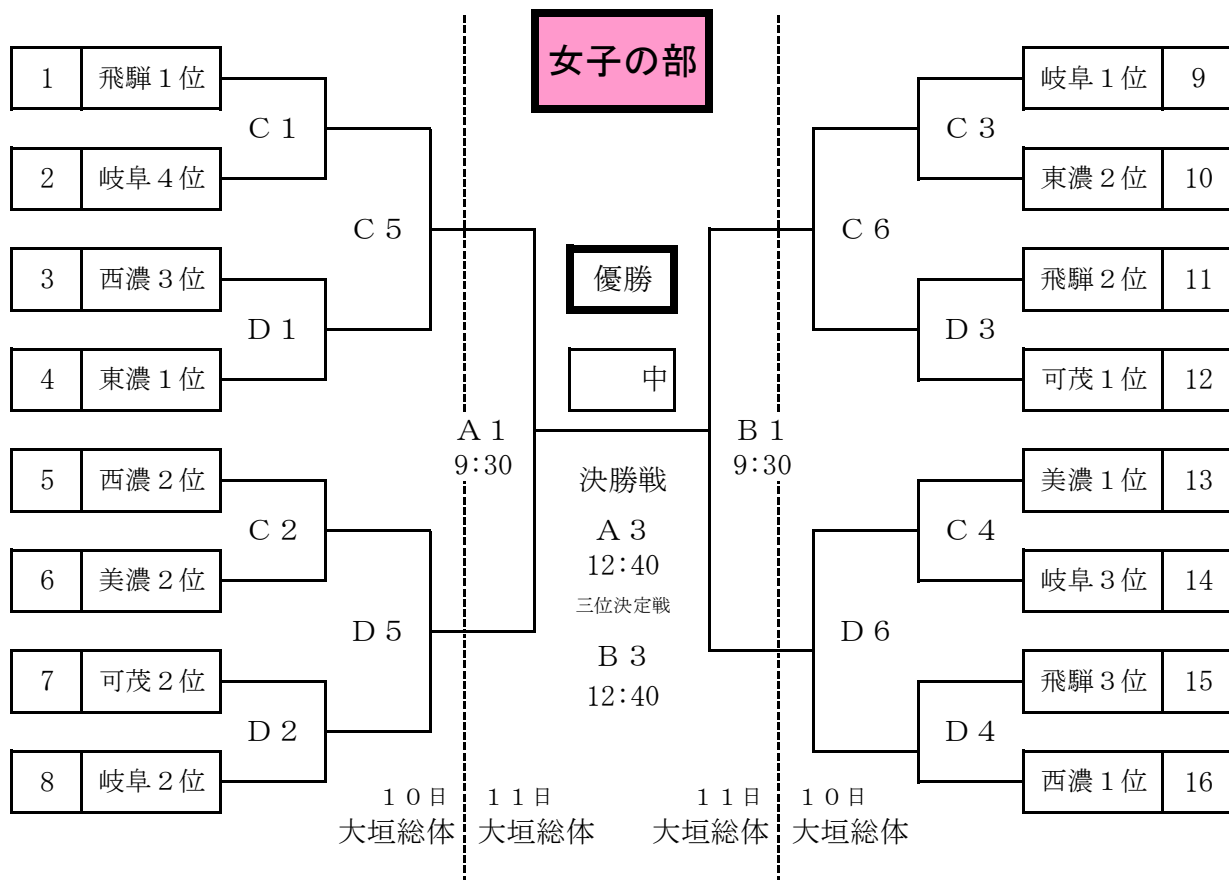 女子の部
1 飛騨１位
C１
2 岐阜４位
C５
3 西濃３位
D１
4 東濃１位
A１
9:30
5 西濃２位
C２
6 美濃２位
D５
7 可茂２位
D２
8 岐阜２位
優勝
中
決勝戦
A３
12:40
三位決定戦
B３
12:40
岐阜１位 9
C３
東濃２位 10
C６
飛騨２位 11
D３
可茂１位 12
B１
9:30
美濃１位 13
C４
岐阜３位 14
D６
飛騨３位 15
D４
西濃１位 16
１０日 １１日 １１日 １０日
大垣総体 大垣総体 大垣総体 大垣総体